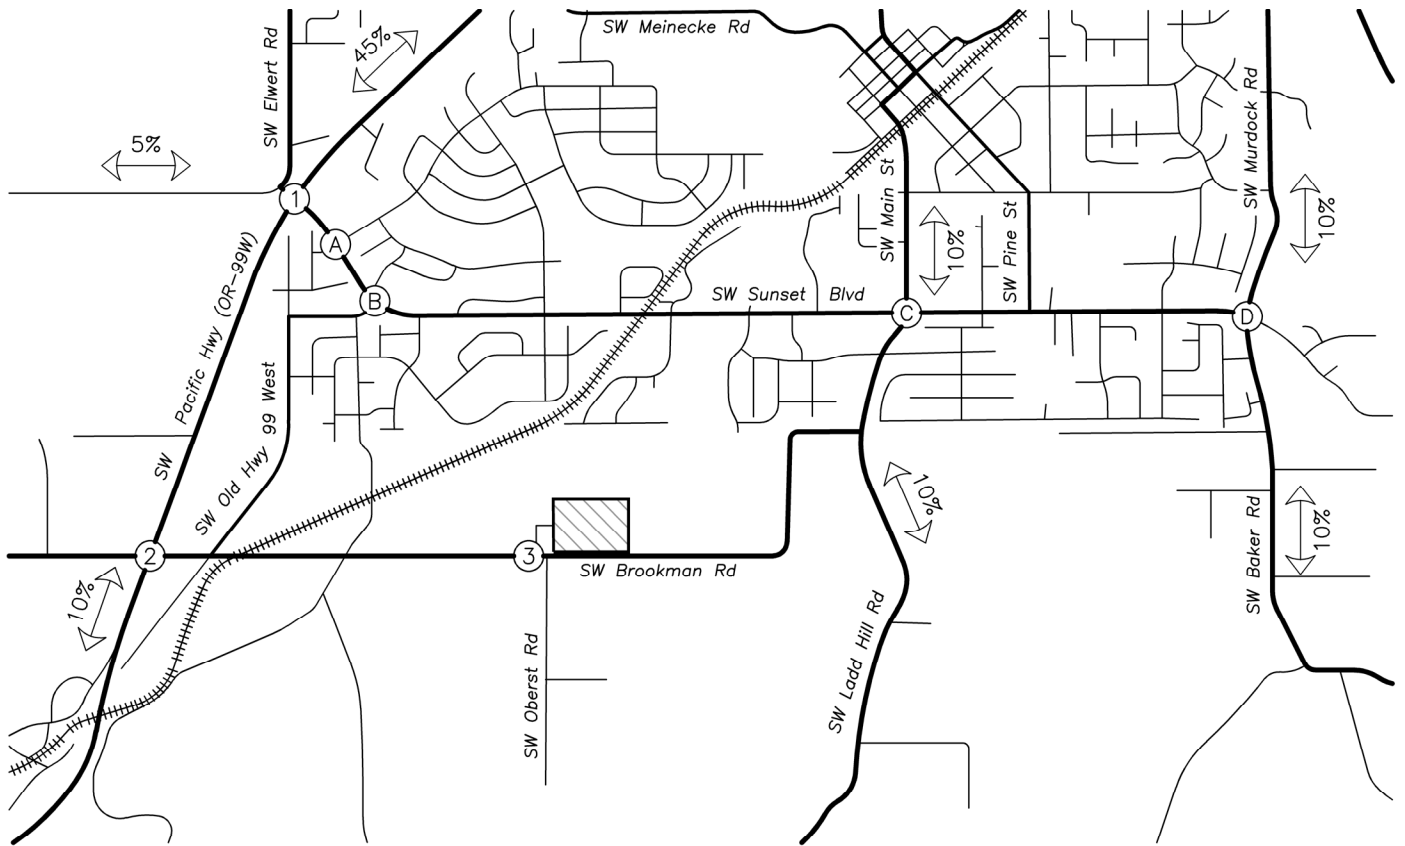 SW Meinecke Rd
SW Elwert Rd
45%
5%
SW Murdock Rd
1
SW Main St
10%
10%
A
SW Pine St
SW Pacific Hwy (OR-99W)
B
SW Sunset Blvd
C
D
SW Old Hwy 99 West
10%
10%
SW Baker Rd
2
3
SW Brookman Rd
10%
SW Ladd Hill Rd
SW Oberst Rd